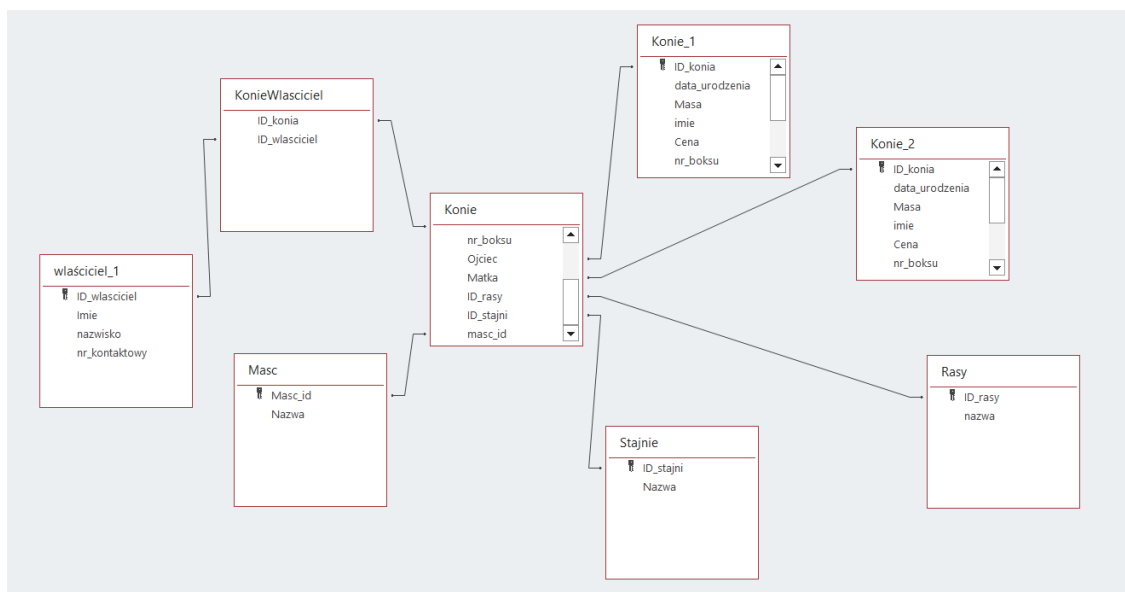 Konie_1
ID_konia
data_urodzenia
Masa
imie
Cena
nr_boksu
KonieWlasciciel
ID_konia
ID_wlasciciel
Konie_2
ID_konia
data_urodzenia
Masa
imie
Cena
nr_boksu
Konie
nr_boksu
Ojciec
Matka
ID_rasy
ID_stajni
masc_id
wlaściciel_1
ID_wlasciciel
Imie
nazwisko
nr_kontaktowy
Masc
Masc_id
Nazwa
Rasy
ID_rasy
nazwa
Stajnie
ID_stajni
Nazwa